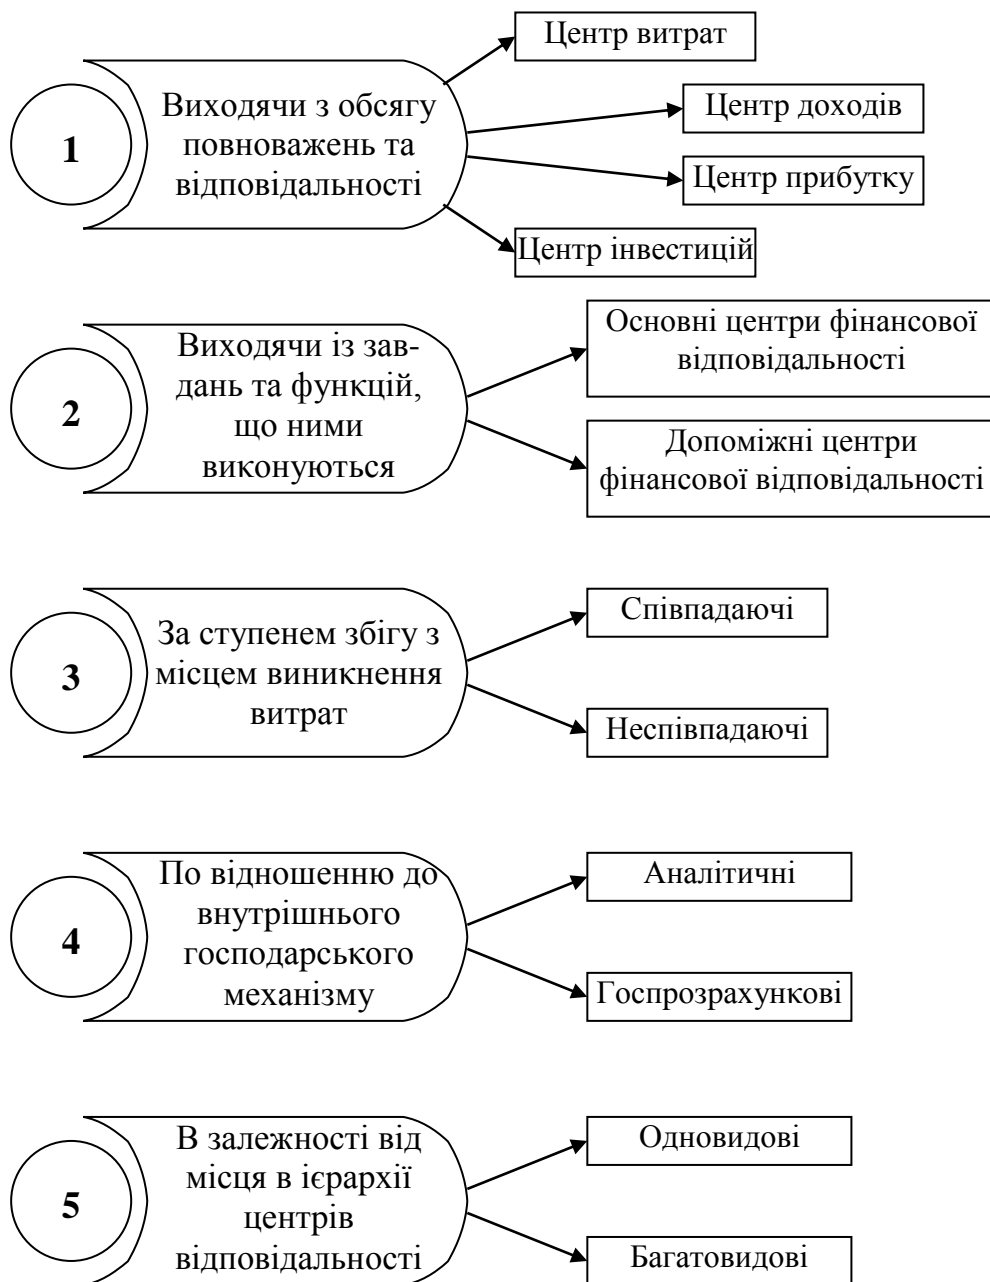 Центр витрат
1
Виходячи з обсягу
повноважень та
відповідальності
Центр доходів
Центр прибутку
Центр інвестицій
2
Виходячи із зав-
дань та функцій,
що ними
виконуються
Основні центри фінансової
відповідальності
Допоміжні центри
фінансової відповідальності
3
За ступенем збігу з
місцем виникнення
витрат
Співпадаючі
Неспівпадаючі
4
По відношенню до
внутрішнього
господарського
механізму
Аналітичні
Госпрозрахункові
5
В залежності від
місця в ієрархії
центрів
відповідальності
Одновидові
Багатовидові